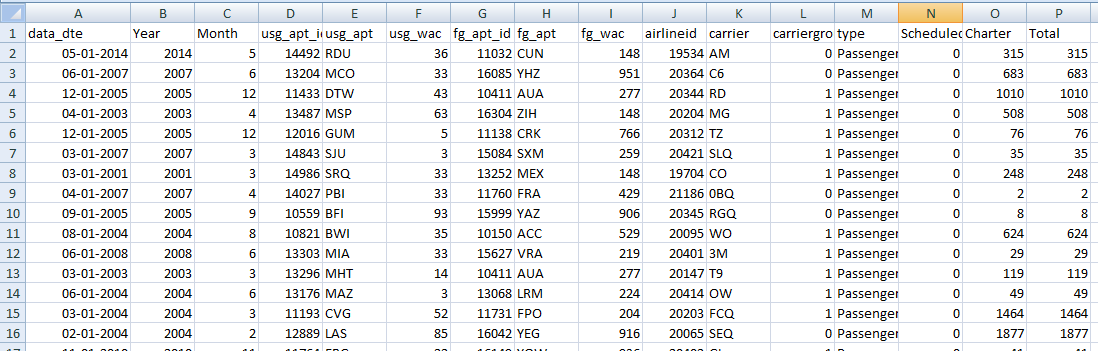 A B C D E F G H I J K L M N O P
1 data_dte Year Month usg_apt_id usg_apt usg_wac fg_apt_id fg_apt fg_wac airlineid carrier carriergro type Scheduled Charter Total
2 05-01-2014 2014 5 14492 RDU 36 11032 CUN 148 19534 AM 0 Passenger 0 315 315
3 06-01-2007 2007 6 13204 MCO 33 16085 YHZ 951 20364 C6 0 Passenger 0 683 683
4 12-01-2005 2005 12 11433 DTW 43 10411 AUA 277 20344 RD 1 Passenger 0 1010 1010
5 04-01-2003 2003 4 13487 MSP 63 16304 ZIH 148 20204 MG 1 Passenger 0 508 508
6 12-01-2005 2005 12 12016 GUM 5 11138 CRK 766 20312 TZ 1 Passenger 0 76 76
7 03-01-2007 2007 3 14843 SJU 3 15084 SXM 259 20421 SLQ 1 Passenger 0 35 35
8 03-01-2001 2001 3 14986 SRQ 33 13252 MEX 148 19704 CO 1 Passenger 0 248 248
9 04-01-2007 2007 4 14027 PBI 33 11760 FRA 429 21186 0BQ 0 Passenger 0 2 2
10 09-01-2005 2005 9 10559 BFI 93 15999 YAZ 906 20345 RGQ 0 Passenger 0 8 8
11 08-01-2004 2004 8 10821 BWI 35 10150 ACC 529 20095 WO 1 Passenger 0 624 624
12 06-01-2008 2008 6 13303 MIA 33 15627 VRA 219 20401 3M 1 Passenger 0 29 29
13 03-01-2003 2003 3 13296 MHT 14 10411 AUA 277 20147 T9 1 Passenger 0 119 119
14 06-01-2004 2004 6 13176 MAZ 3 13068 LRM 224 20414 OW 1 Passenger 0 49 49
15 03-01-2004 2004 3 11193 CVG 52 11731 FPO 204 20203 FCQ 1 Passenger 0 1464 1464
16 02-01-2004 2004 2 12889 LAS 85 16042 YEG 916 20065 SEQ 0 Passenger 0 1877 1877